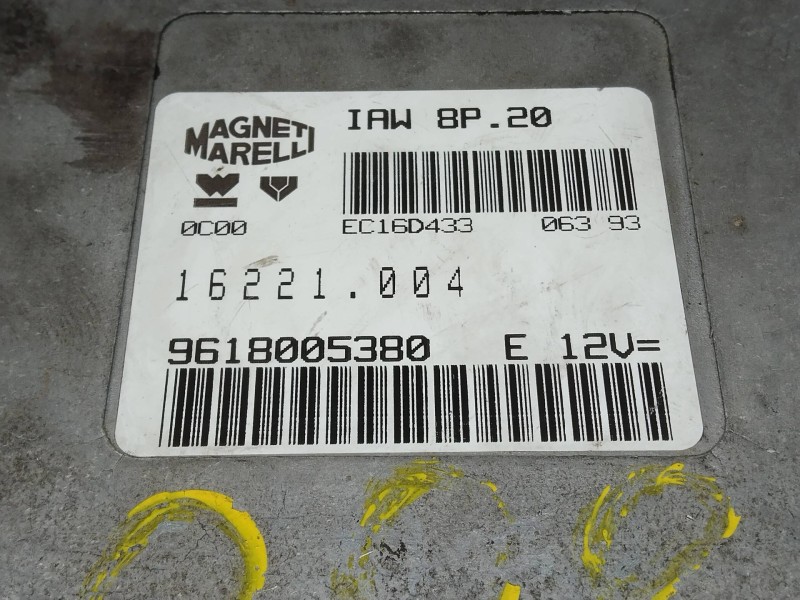 MAGNETI
MARELLI
IAW 8P.20
0C00 EC16D433 063 93
16221.004
9618005380 E 12V=